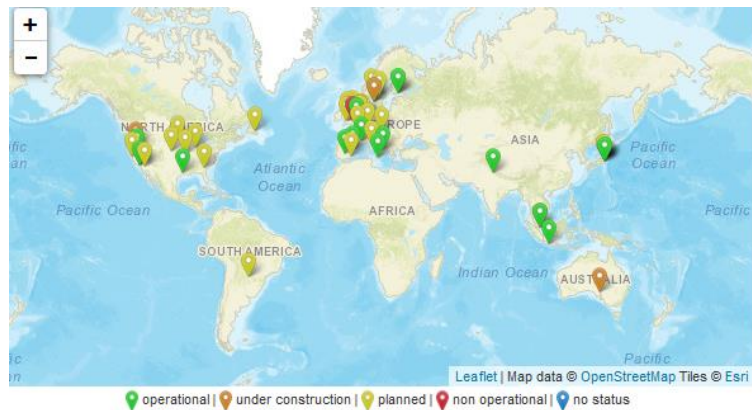 +
−
NORTH AMERICA
EUROPE
ASIA
Pacific Ocean
Atlantic Ocean
Pacific Ocean
Pacific
AFRICA
SOUTH AMERICA
Indian Ocean
AUSTRALIA
Pacific
Leaflet | Map data © OpenStreetMap Tiles © Esri
operational | under construction | planned | non operational | no status